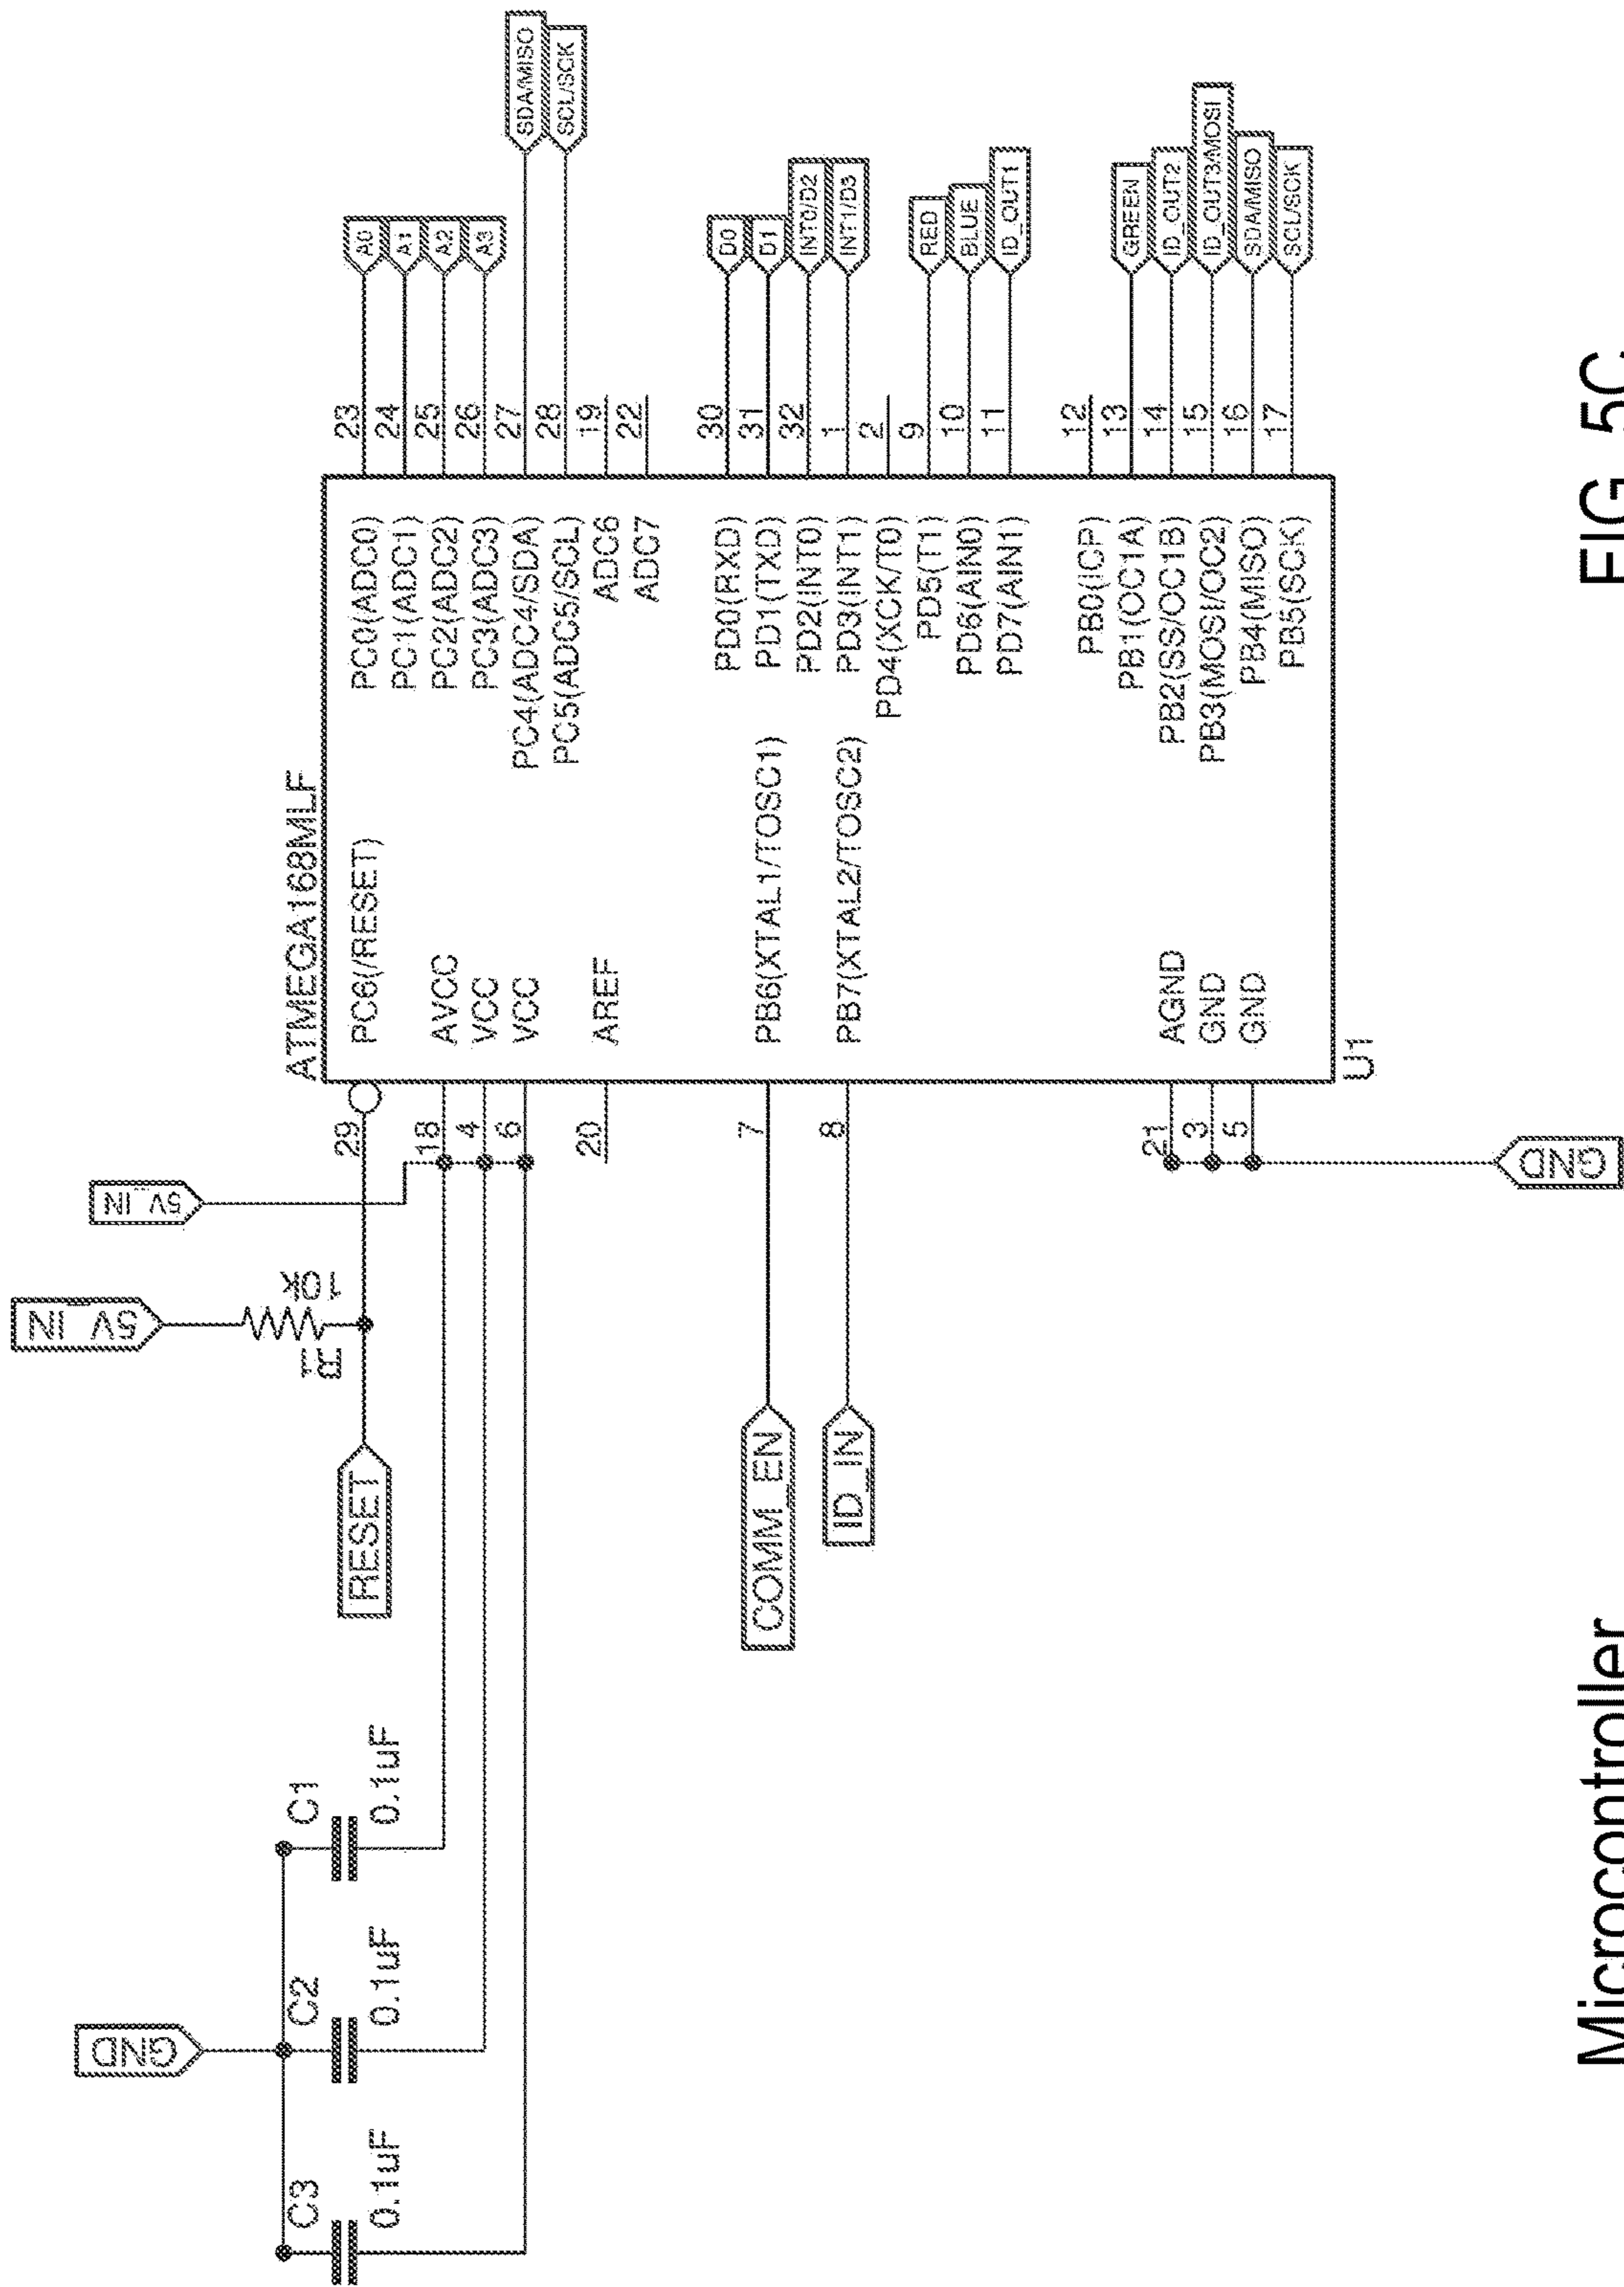 GND
C3
0.1uF
C2
0.1uF
C1
0.1uF
5V_IN
R1
10k
5V_IN
RESET
COMM_EN
ID_IN
GND
29
18
4
6
20
7
8
21
3
5
ATMEGA168MLF
PC6(/RESET)
AVCC
VCC
VCC
AREF
PB6(XTAL1/TOSC1)
PB7(XTAL2/TOSC2)
AGND
GND
GND
U1
PC0(ADC0) 23 A0
PC1(ADC1) 24 A1
PC2(ADC2) 25 A2
PC3(ADC3) 26 A3
PC4(ADC4/SDA) 27 SDA/MISO
PC5(ADC5/SCL) 28 SCL/SCK
ADC6 19
ADC7 22
PD0(RXD) 30 D0
PD1(TXD) 31 D1
PD2(INT0) 32 INT0/D2
PD3(INT1) 1 INT1/D3
PD4(XCK/T0) 2
PD5(T1) 9 RED
PD6(AIN0) 10 BLUE
PD7(AIN1) 11 ID_OUT1
PB0(ICP) 12
PB1(OC1A) 13 GREEN
PB2(SS/OC1B) 14 ID_OUT2
PB3(MOSI/OC2) 15 ID_OUT3/MOSI
PB4(MISO) 16 SDA/MISO
PB5(SCK) 17 SCL/SCK
Microcontroller
FIG. 5C